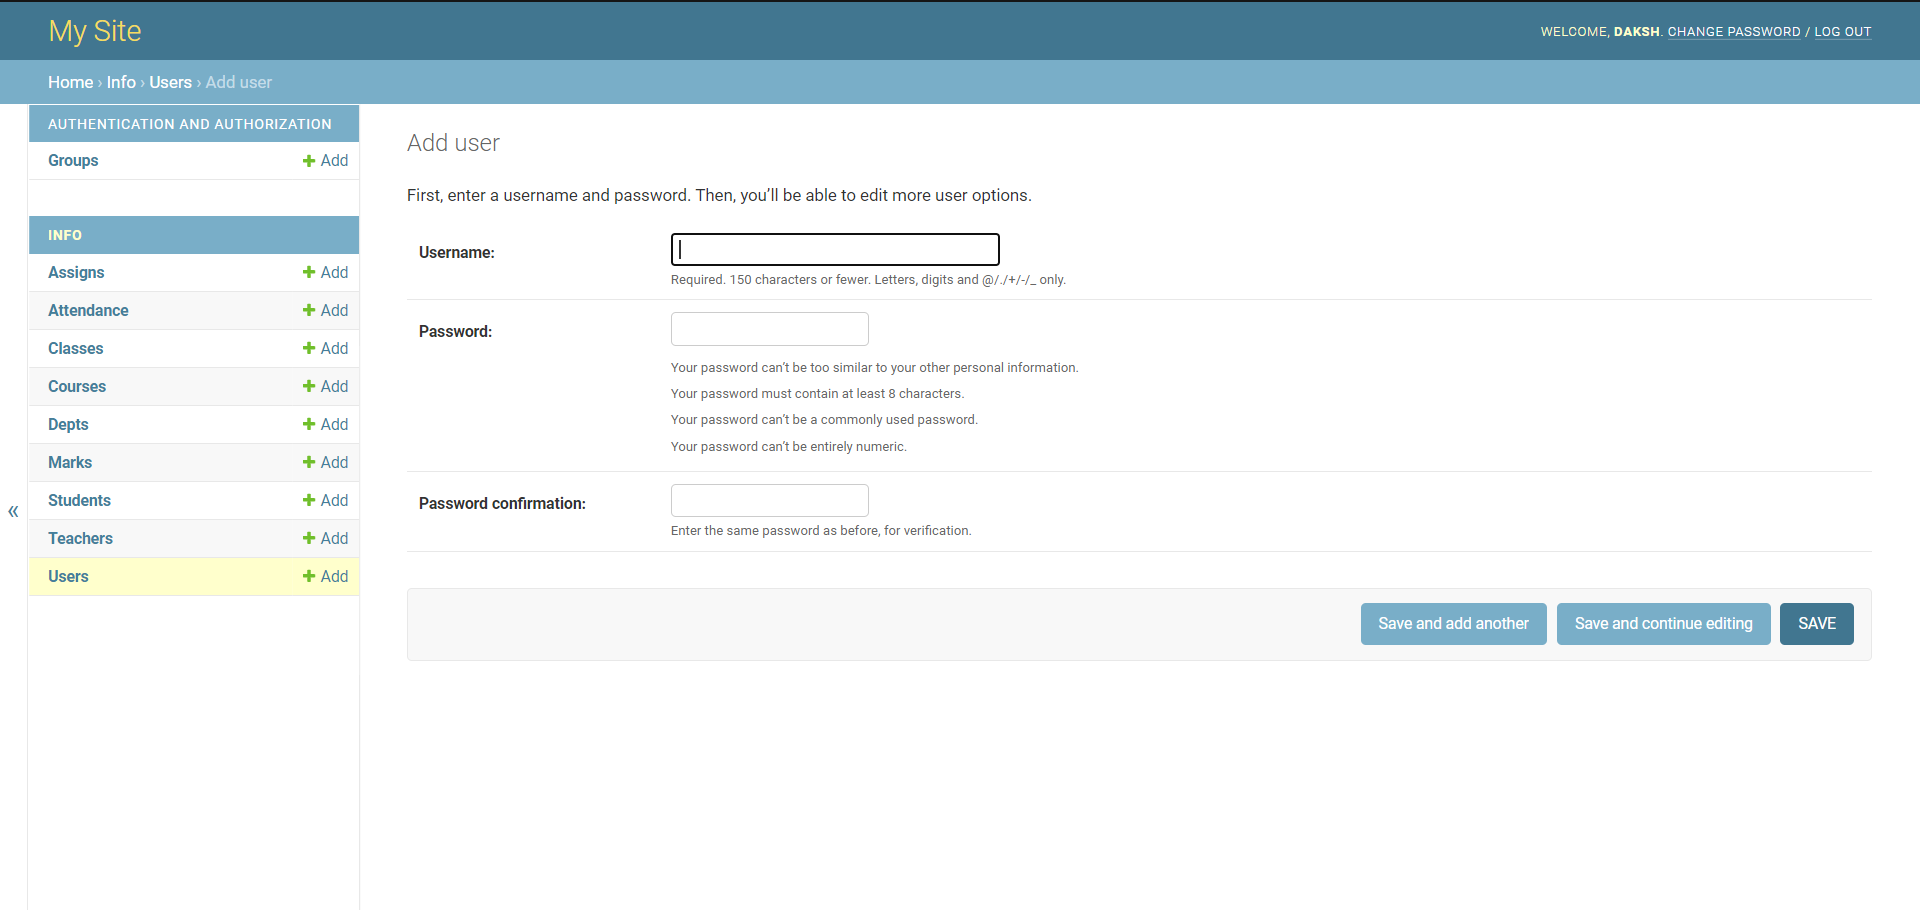 My Site
WELCOME, DAKSH. CHANGE PASSWORD / LOG OUT
Home › Info › Users › Add user
AUTHENTICATION AND AUTHORIZATION
Groups + Add
INFO
Assigns + Add
Attendance + Add
Classes + Add
Courses + Add
Depts + Add
Marks + Add
Students + Add
Teachers + Add
Users + Add
«
Add user
First, enter a username and password. Then, you’ll be able to edit more user options.
Username:
Required. 150 characters or fewer. Letters, digits and @/./+/-/_ only.
Password:
Your password can’t be too similar to your other personal information.
Your password must contain at least 8 characters.
Your password can’t be a commonly used password.
Your password can’t be entirely numeric.
Password confirmation:
Enter the same password as before, for verification.
Save and add another Save and continue editing SAVE